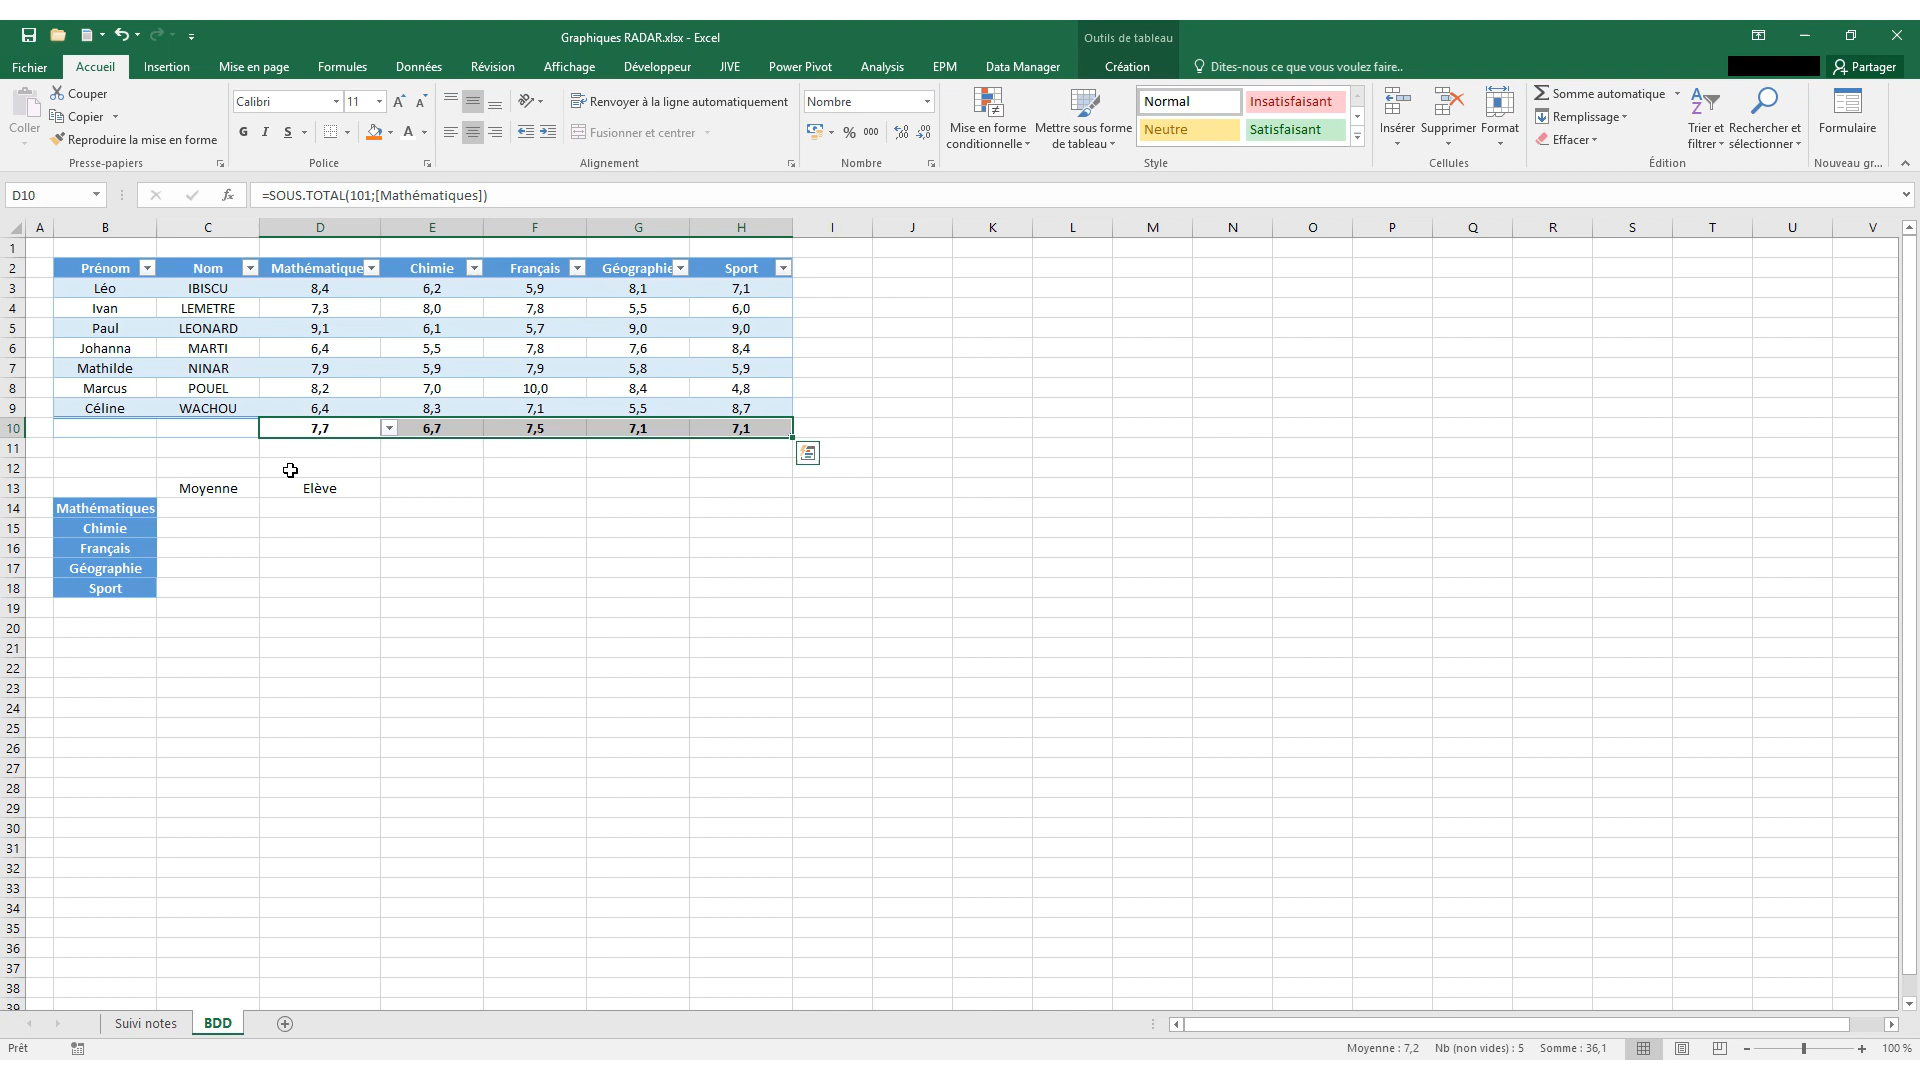 Graphiques RADAR.xlsx - Excel
Outils de tableau
Fichier Accueil Insertion Mise en page Formules Données Révision Affichage Développeur JIVE Power Pivot Analysis EPM Data Manager Création Dites-nous ce que vous voulez faire.. Partager
Coller
Couper
Copier
Reproduire la mise en forme
Presse-papiers
Calibri 11
G I S
Police
Renvoyer à la ligne automatiquement
Fusionner et centrer
Alignement
Nombre
% 000
Nombre
Mise en forme conditionnelle
Mettre sous forme de tableau
Normal Insatisfaisant
Neutre Satisfaisant
Style
Insérer Supprimer Format
Cellules
Somme automatique
Remplissage
Effacer
Trier et filtrer
Rechercher et sélectionner
Édition
Formulaire
Nouveau gr...
D10 fx =SOUS.TOTAL(101;[Mathématiques])
A B C D E F G H I J K L M N O P Q R S T U V
1
2 Prénom Nom Mathématique Chimie Français Géographie Sport
3 Léo IBISCU 8,4 6,2 5,9 8,1 7,1
4 Ivan LEMETRE 7,3 8,0 7,8 5,5 6,0
5 Paul LEONARD 9,1 6,1 5,7 9,0 9,0
6 Johanna MARTI 6,4 5,5 7,8 7,6 8,4
7 Mathilde NINAR 7,9 5,9 7,9 5,8 5,9
8 Marcus POUEL 8,2 7,0 10,0 8,4 4,8
9 Céline WACHOU 6,4 8,3 7,1 5,5 8,7
10 7,7 6,7 7,5 7,1 7,1
11
12
13 Moyenne Elève
14 Mathématiques
15 Chimie
16 Français
17 Géographie
18 Sport
19
20
21
22
23
24
25
26
27
28
29
30
31
32
33
34
35
36
37
38
39
Suivi notes BDD
Prêt Moyenne : 7,2 Nb (non vides) : 5 Somme : 36,1 100 %